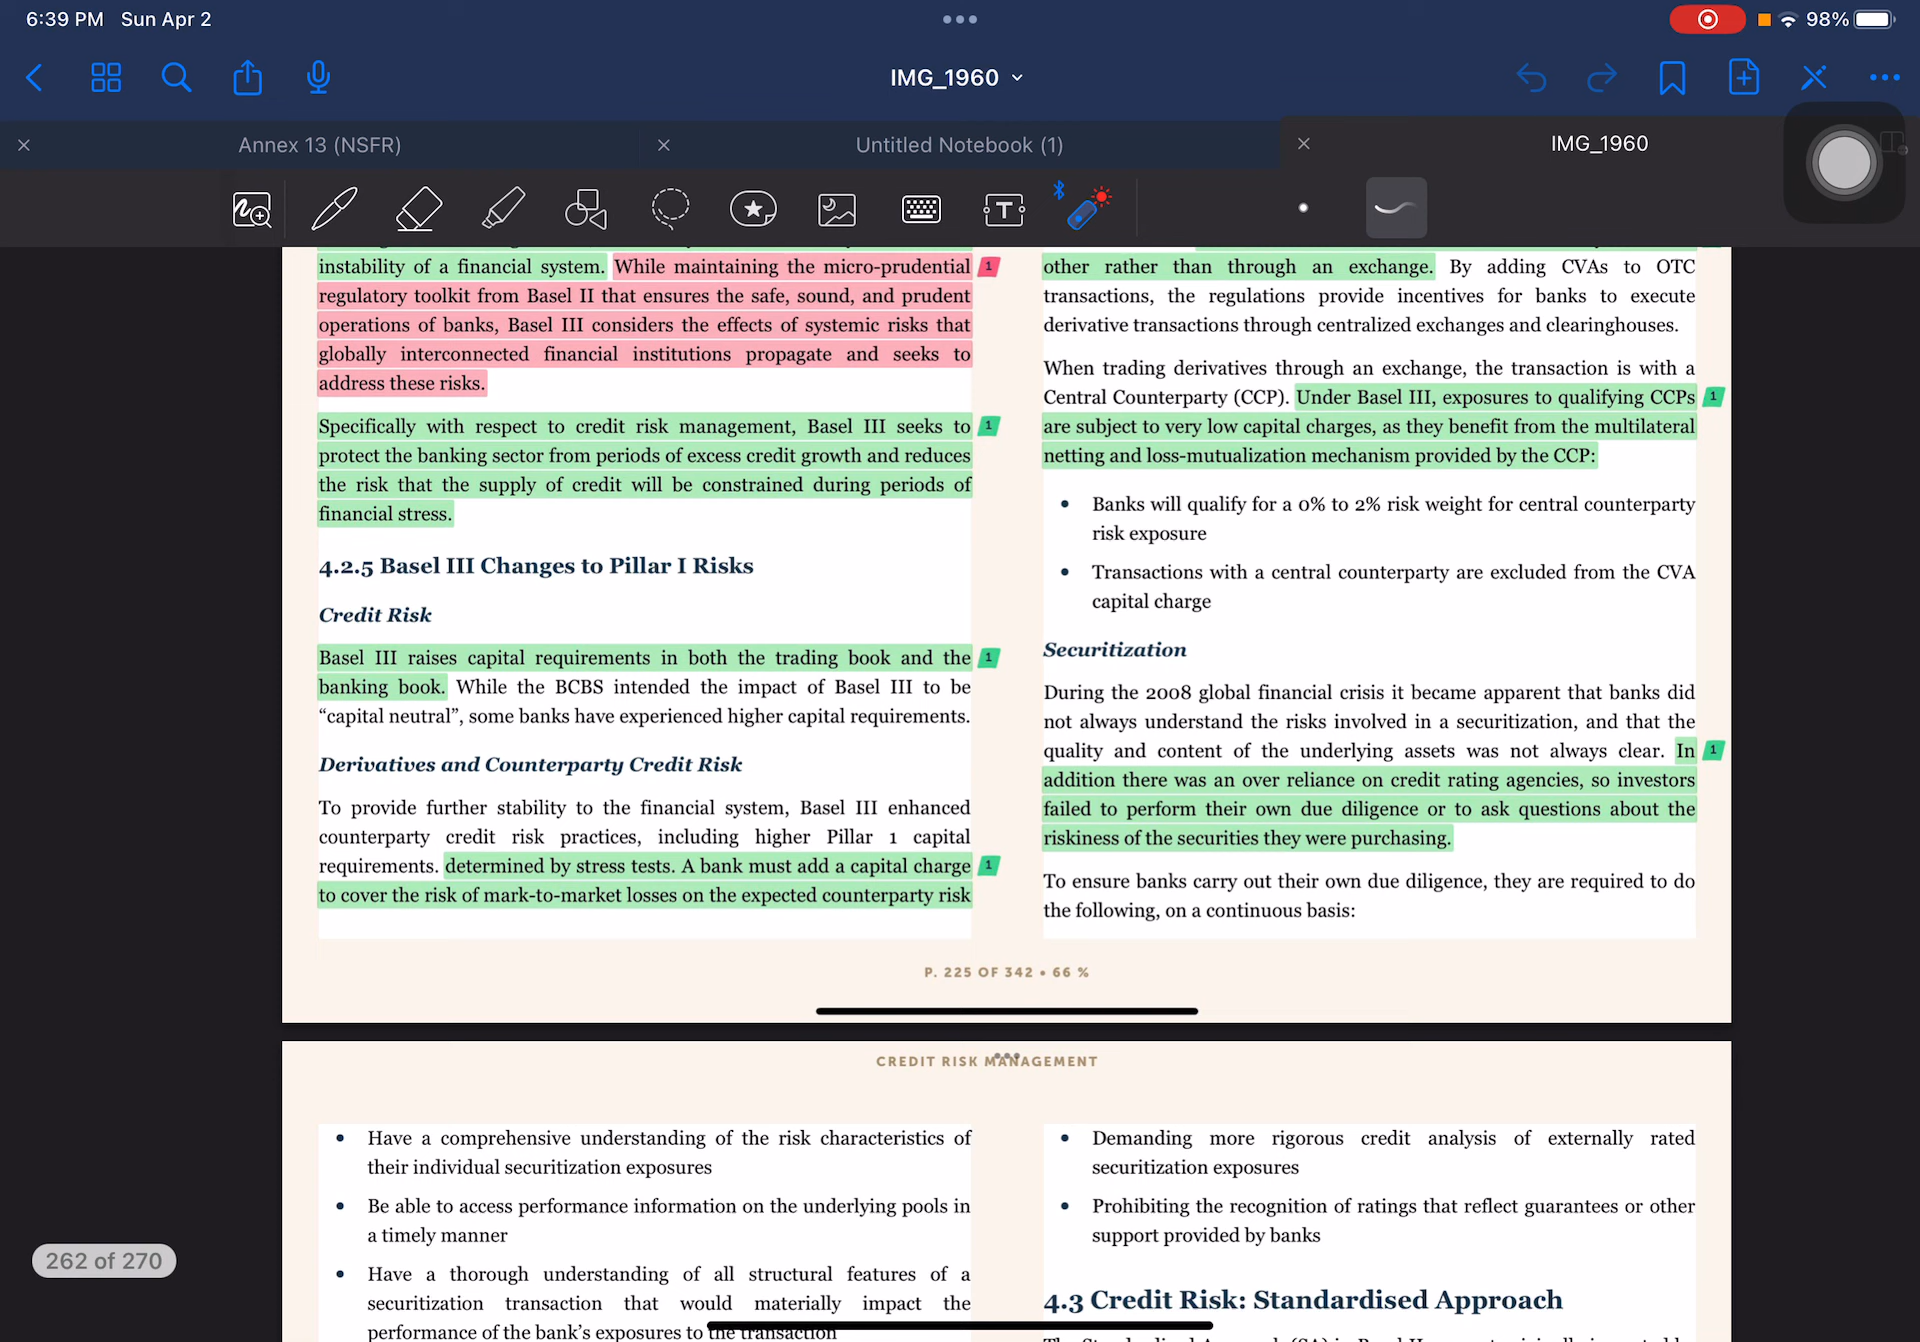 6:39 PM Sun Apr 2
98%
IMG_1960
Annex 13 (NSFR)
Untitled Notebook (1)
IMG_1960
instability of a financial system. While maintaining the micro-prudential 1
regulatory toolkit from Basel II that ensures the safe, sound, and prudent
operations of banks, Basel III considers the effects of systemic risks that
globally interconnected financial institutions propagate and seeks to
address these risks.
Specifically with respect to credit risk management, Basel III seeks to 1
protect the banking sector from periods of excess credit growth and reduces
the risk that the supply of credit will be constrained during periods of
financial stress.
4.2.5 Basel III Changes to Pillar I Risks
Credit Risk
Basel III raises capital requirements in both the trading book and the 1
banking book. While the BCBS intended the impact of Basel III to be
“capital neutral”, some banks have experienced higher capital requirements.
Derivatives and Counterparty Credit Risk
To provide further stability to the financial system, Basel III enhanced
counterparty credit risk practices, including higher Pillar 1 capital
requirements. determined by stress tests. A bank must add a capital charge 1
to cover the risk of mark-to-market losses on the expected counterparty risk
other rather than through an exchange. By adding CVAs to OTC
transactions, the regulations provide incentives for banks to execute
derivative transactions through centralized exchanges and clearinghouses.
When trading derivatives through an exchange, the transaction is with a
Central Counterparty (CCP). Under Basel III, exposures to qualifying CCPs 1
are subject to very low capital charges, as they benefit from the multilateral
netting and loss-mutualization mechanism provided by the CCP:
• Banks will qualify for a 0% to 2% risk weight for central counterparty
risk exposure
• Transactions with a central counterparty are excluded from the CVA
capital charge
Securitization
During the 2008 global financial crisis it became apparent that banks did
not always understand the risks involved in a securitization, and that the
quality and content of the underlying assets was not always clear. In 1
addition there was an over reliance on credit rating agencies, so investors
failed to perform their own due diligence or to ask questions about the
riskiness of the securities they were purchasing.
To ensure banks carry out their own due diligence, they are required to do
the following, on a continuous basis:
P. 225 OF 342 • 66 %
CREDIT RISK MANAGEMENT
• Have a comprehensive understanding of the risk characteristics of
their individual securitization exposures
• Be able to access performance information on the underlying pools in
a timely manner
• Have a thorough understanding of all structural features of a
securitization transaction that would materially impact the
performance of the bank’s exposures to the transaction
• Demanding more rigorous credit analysis of externally rated
securitization exposures
• Prohibiting the recognition of ratings that reflect guarantees or other
support provided by banks
4.3 Credit Risk: Standardised Approach
262 of 270